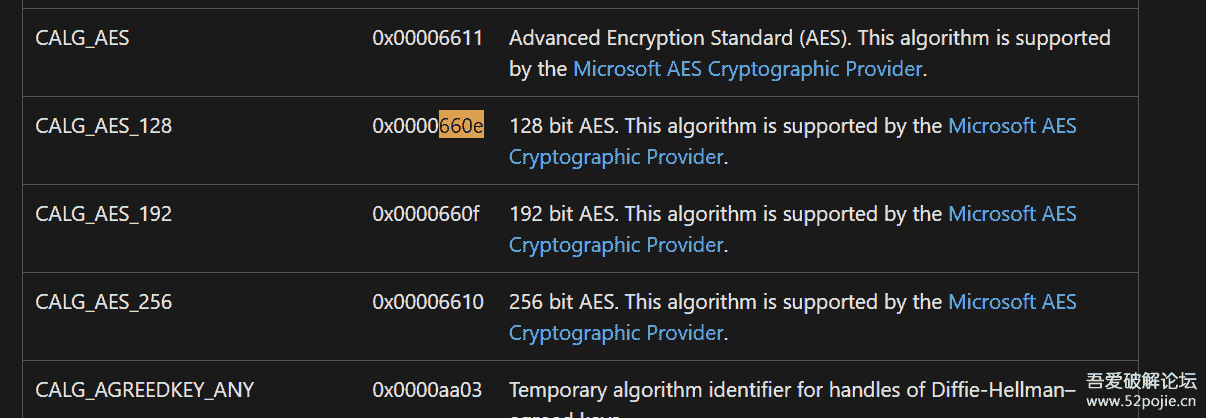 CALG_AES 0x00006611 Advanced Encryption Standard (AES). This algorithm is supported
by the Microsoft AES Cryptographic Provider.
CALG_AES_128 0x0000660e 128 bit AES. This algorithm is supported by the Microsoft AES
Cryptographic Provider.
CALG_AES_192 0x0000660f 192 bit AES. This algorithm is supported by the Microsoft AES
Cryptographic Provider.
CALG_AES_256 0x00006610 256 bit AES. This algorithm is supported by the Microsoft AES
Cryptographic Provider.
CALG_AGREEDKEY_ANY 0x0000aa03 Temporary algorithm identifier for handles of Diffie-Hellman–
吾爱破解论坛
www.52pojie.cn